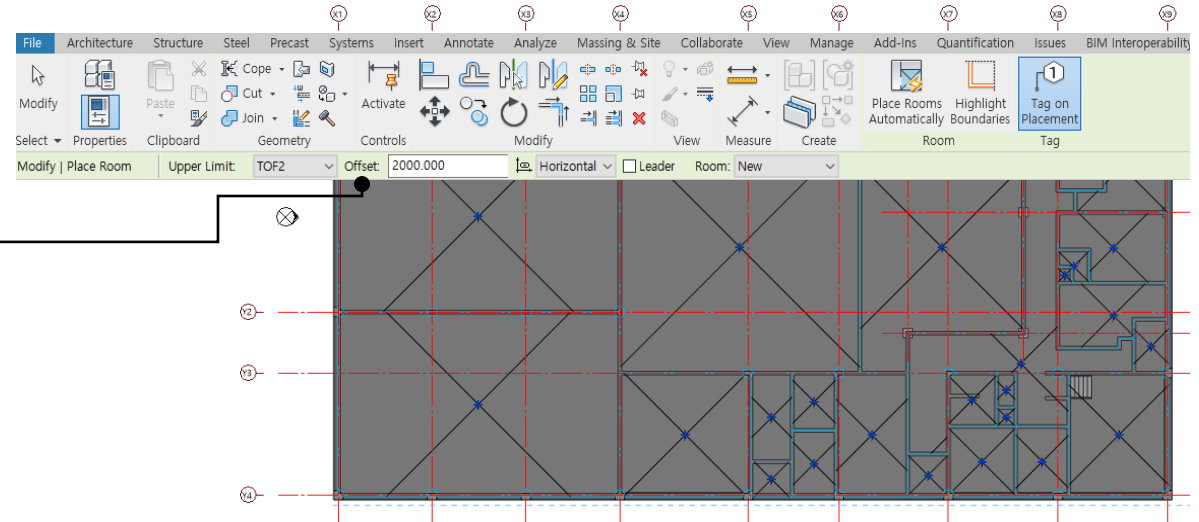 X1 X2 X3 X4 X5 X6 X7 X8 X9
File Architecture Structure Steel Precast Systems Insert Annotate Analyze Massing & Site Collaborate View Manage Add-Ins Quantification Issues BIM Interoperability
Modify
Paste
Cope
Cut
Join
Activate
Place Rooms Automatically
Highlight Boundaries
1
Tag on Placement
Select Properties Clipboard Geometry Controls Modify View Measure Create Room Tag
Modify | Place Room Upper Limit: TOF2 Offset: 2000.000 Horizontal Leader Room: New
Y2
Y3
Y4